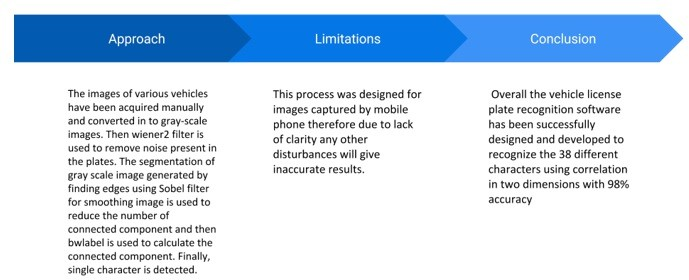 Approach
Limitations
Conclusion
The images of various vehicles
have been acquired manually
and converted in to gray-scale
images. Then wiener2 filter is
used to remove noise present in
the plates. The segmentation of
gray scale image generated by
finding edges using Sobel filter
for smoothing image is used to
reduce the number of
connected component and then
bwlabel is used to calculate the
connected component. Finally,
single character is detected.
This process was designed for
images captured by mobile
phone therefore due to lack
of clarity any other
disturbances will give
inaccurate results.
Overall the vehicle license
plate recognition software
has been successfully
designed and developed to
recognize the 38 different
characters using correlation
in two dimensions with 98%
accuracy